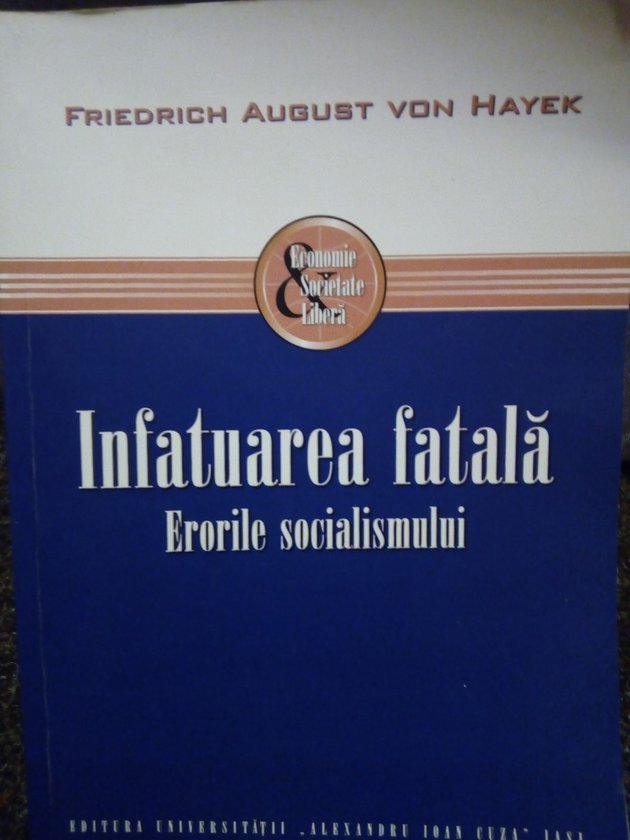 FRIEDRICH AUGUST VON HAYEK
Economie
& Societate
Liberă
Infatuarea fatală
Erorile socialismului
EDITURA UNIVERSITĂȚII „ALEXANDRU IOAN CUZA” IAȘI